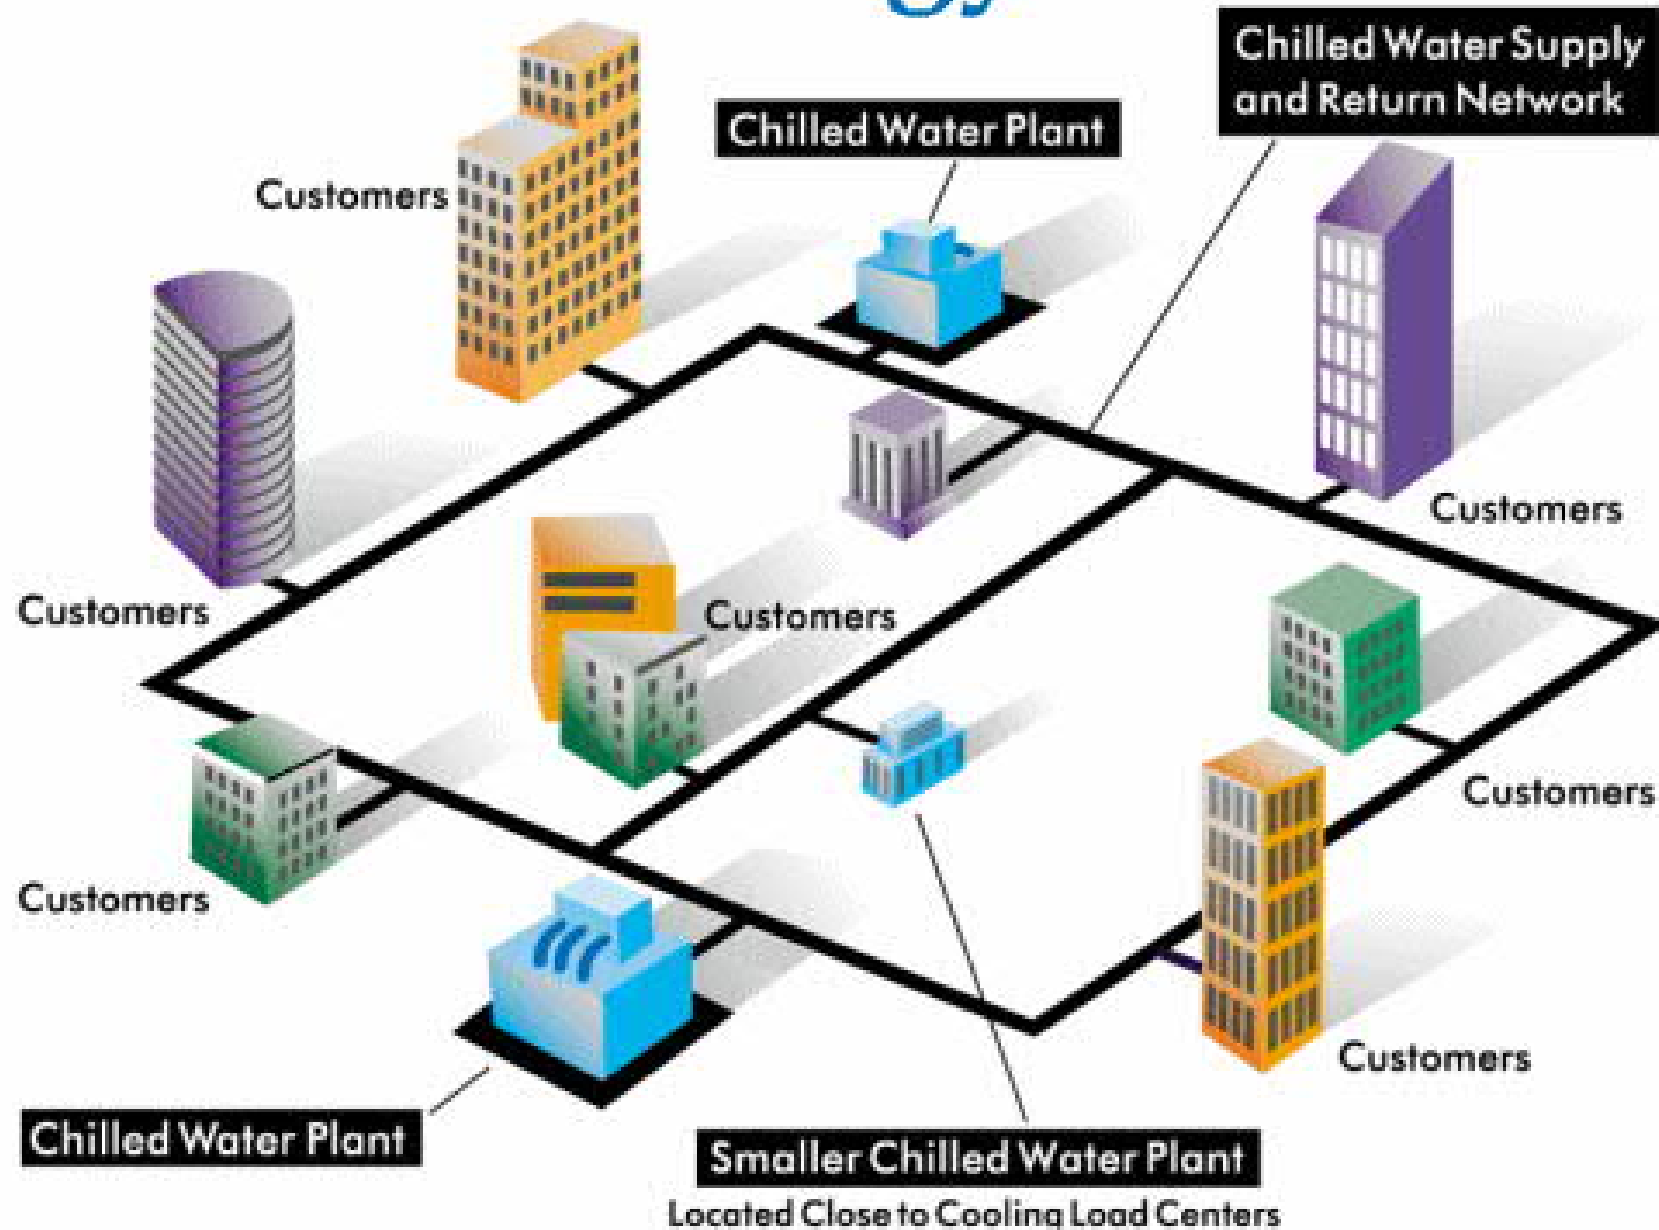 Chilled Water Supply
and Return Network
Chilled Water Plant
Customers
Customers
Customers
Customers
Customers
Customers
Customers
Chilled Water Plant
Smaller Chilled Water Plant
Located Close to Cooling Load Centers